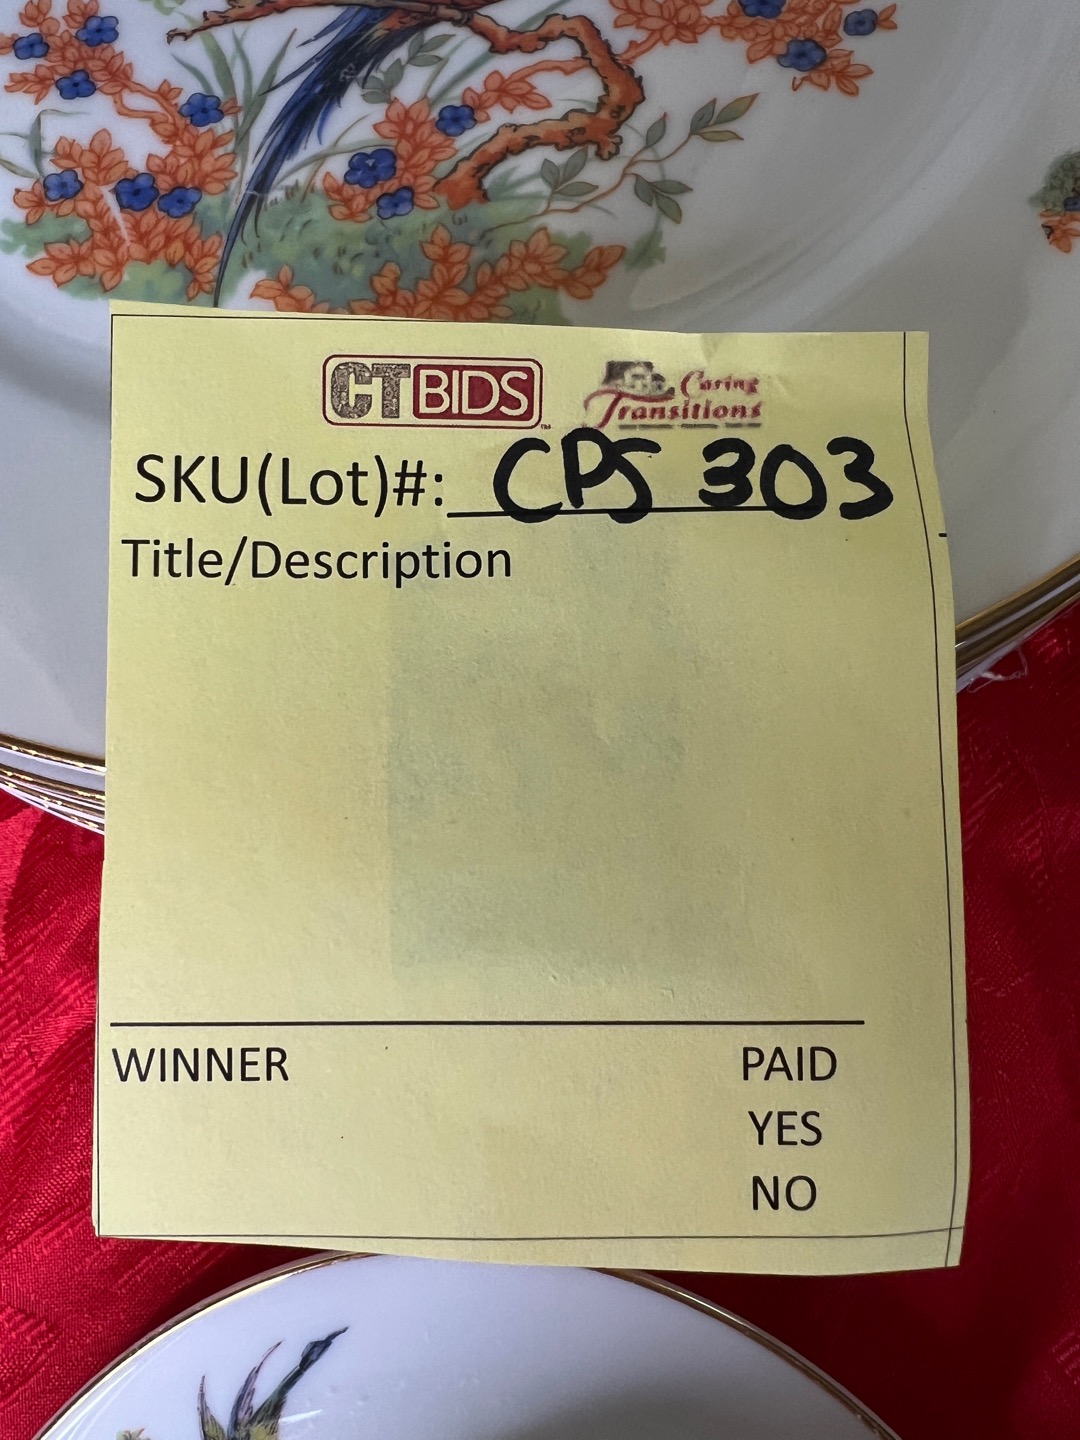 CTBIDS Caring Transitions
SKU(Lot)#: CPS 303
Title/Description
WINNER PAID
YES
NO